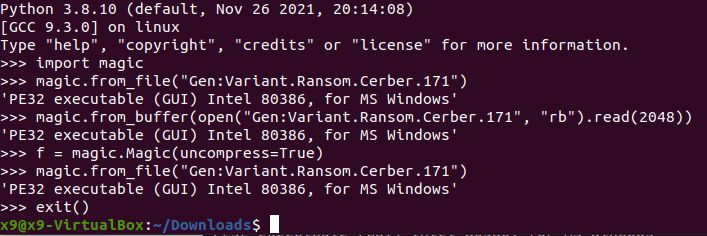 Python 3.8.10 (default, Nov 26 2021, 20:14:08)
[GCC 9.3.0] on linux
Type "help", "copyright", "credits" or "license" for more information.
>>> import magic
>>> magic.from_file("Gen:Variant.Ransom.Cerber.171")
'PE32 executable (GUI) Intel 80386, for MS Windows'
>>> magic.from_buffer(open("Gen:Variant.Ransom.Cerber.171", "rb").read(2048))
'PE32 executable (GUI) Intel 80386, for MS Windows'
>>> f = magic.Magic(uncompress=True)
>>> magic.from_file("Gen:Variant.Ransom.Cerber.171")
'PE32 executable (GUI) Intel 80386, for MS Windows'
>>> exit()
x9@x9-VirtualBox:~/Downloads$